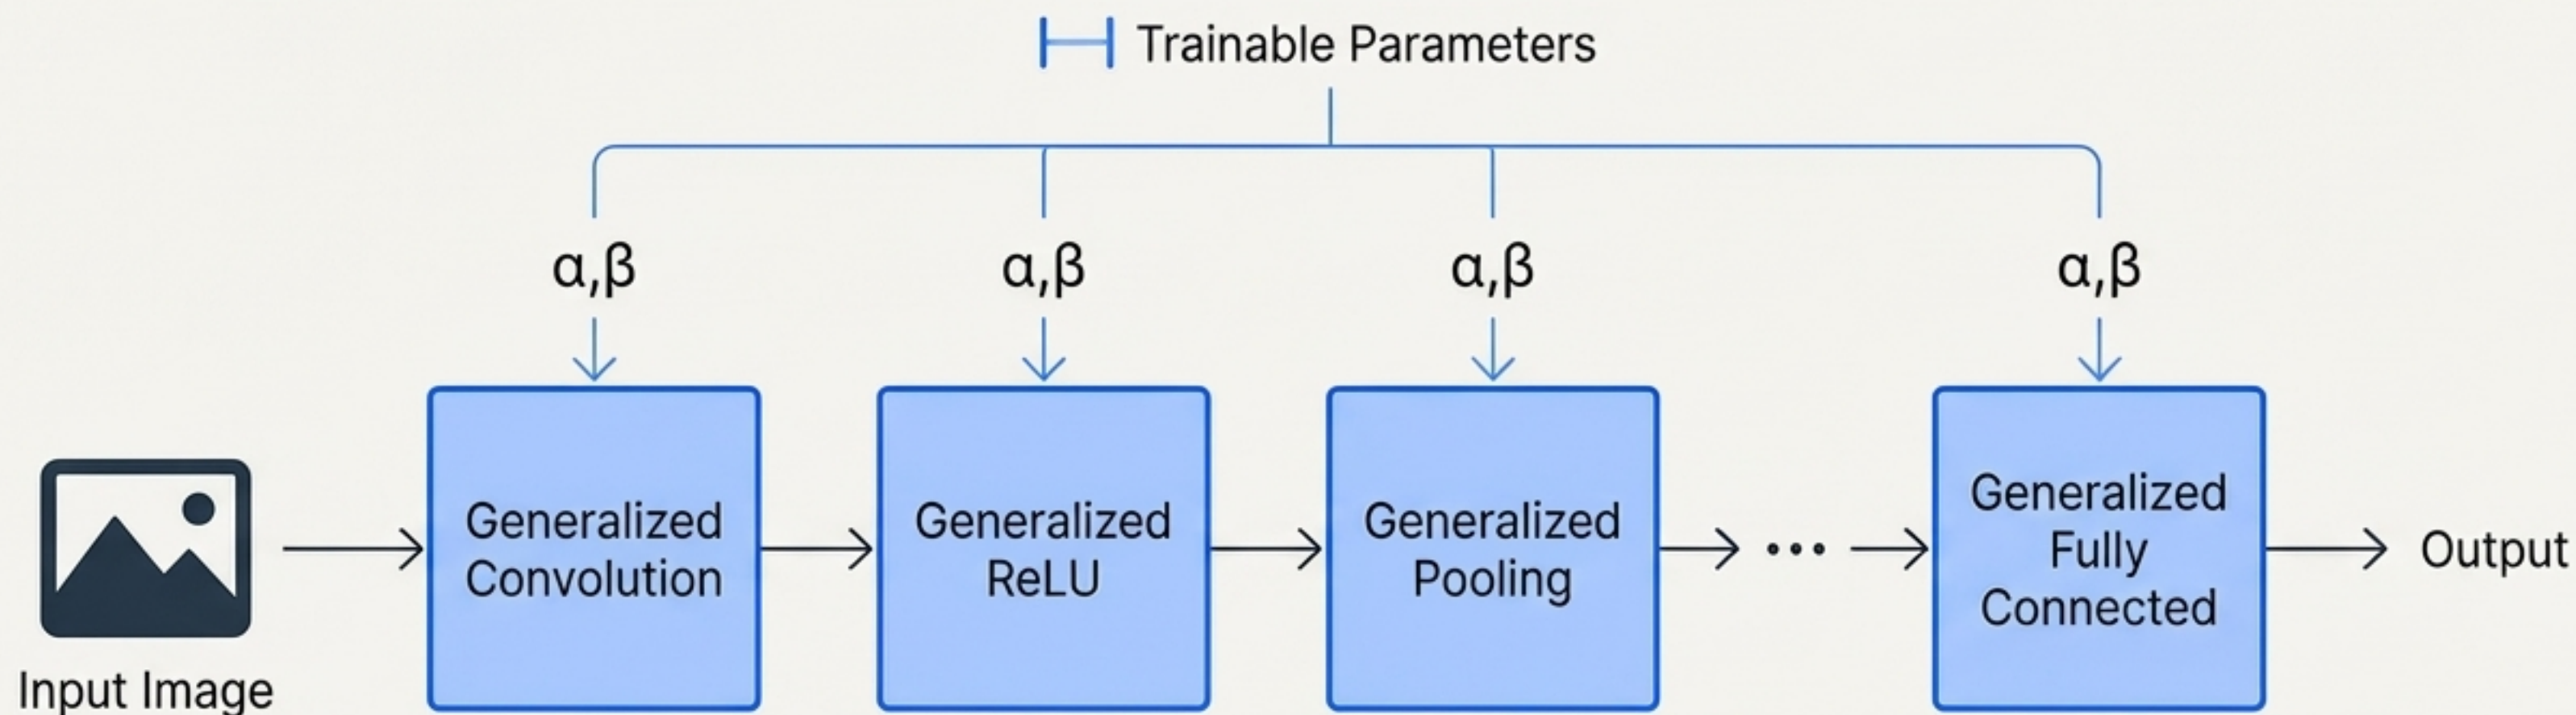 Trainable Parameters
α,β
α,β
α,β
α,β
Generalized
Convolution
Generalized
ReLU
Generalized
Pooling
...
Generalized
Fully
Connected
Output
Input Image